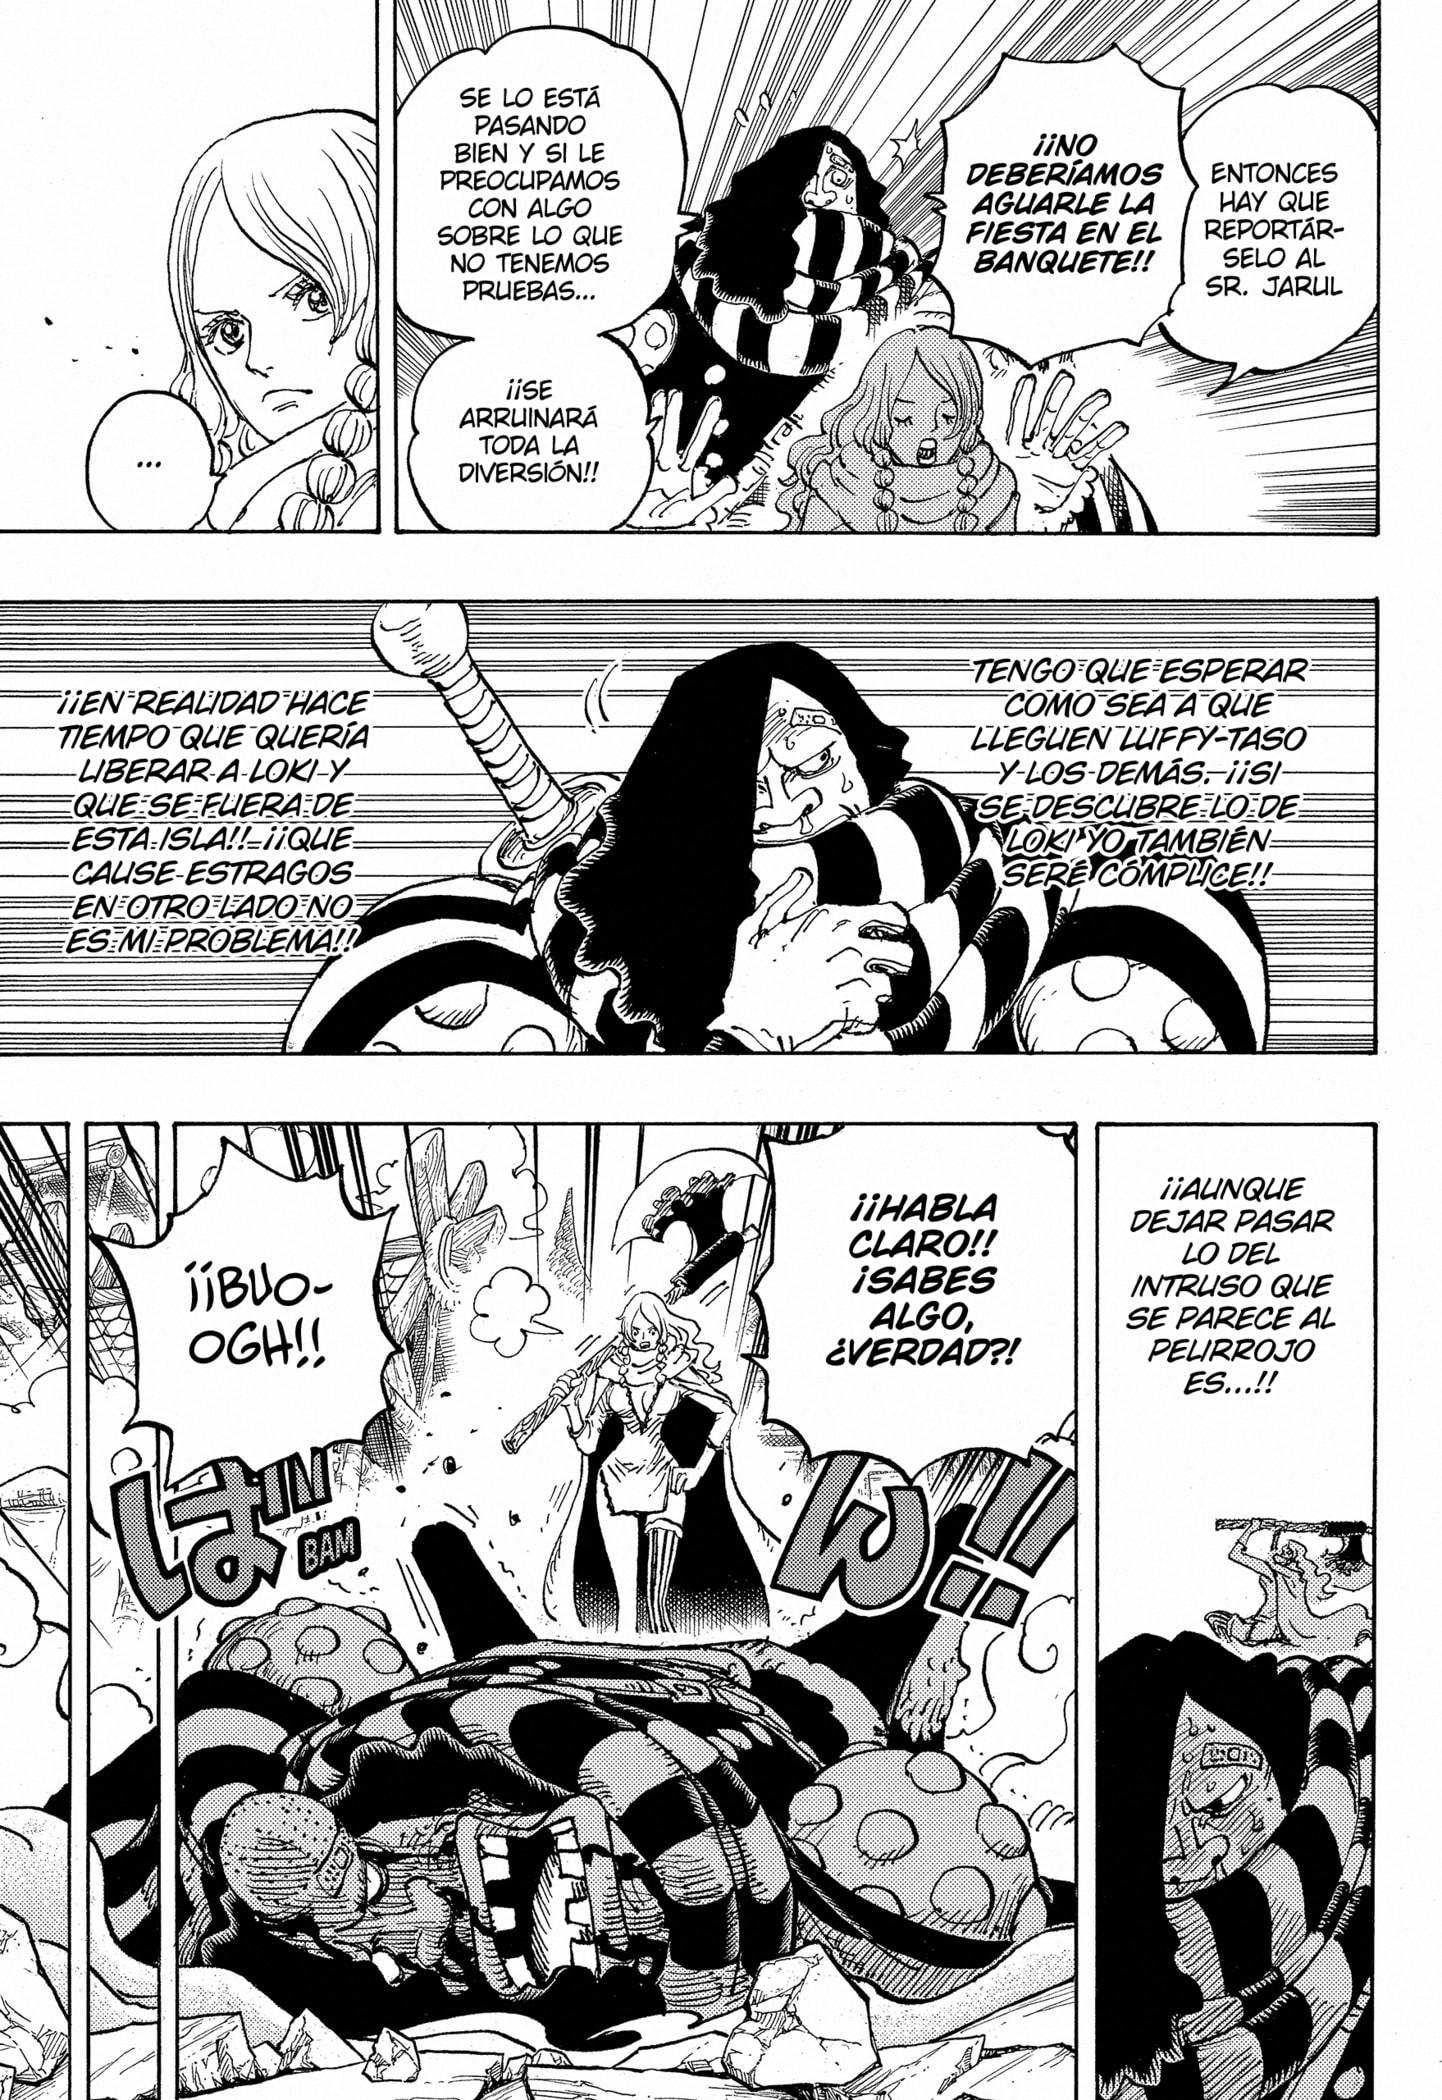 ENTONCES
HAY QUE
REPORTÁR-
SELO AL
SR. JARUL
¡¡NO
DEBERÍAMOS
AGUARLE LA
FIESTA EN EL
BANQUETE!!
SE LO ESTÁ
PASANDO
BIEN Y SI LE
PREOCUPAMOS
CON ALGO
SOBRE LO QUE
NO TENEMOS
PRUEBAS...
¡¡SE
ARRUINARÁ
TODA LA
DIVERSIÓN!!
...
TENGO QUE ESPERAR
COMO SEA A QUE
LLEGUEN LUFFY-TASO
Y LOS DEMÁS. ¡¡SI
SE DESCUBRE LO DE
LOKI YO TAMBIÉN
SERÉ CÓMPLICE!!
¡¡EN REALIDAD HACE
TIEMPO QUE QUERÍA
LIBERAR A LOKI Y
QUE SE FUERA DE
ESTA ISLA!! ¡¡QUE
CAUSE ESTRAGOS
EN OTRO LADO NO
ES MI PROBLEMA!!
¡¡AUNQUE
DEJAR PASAR
LO DEL
INTRUSO QUE
SE PARECE AL
PELIRROJO
ES...!!
¡¡HABLA
CLARO!!
¡SABES
ALGO,
¿VERDAD?!
¡¡BUO-
OGH!!
ばん!!
BAM